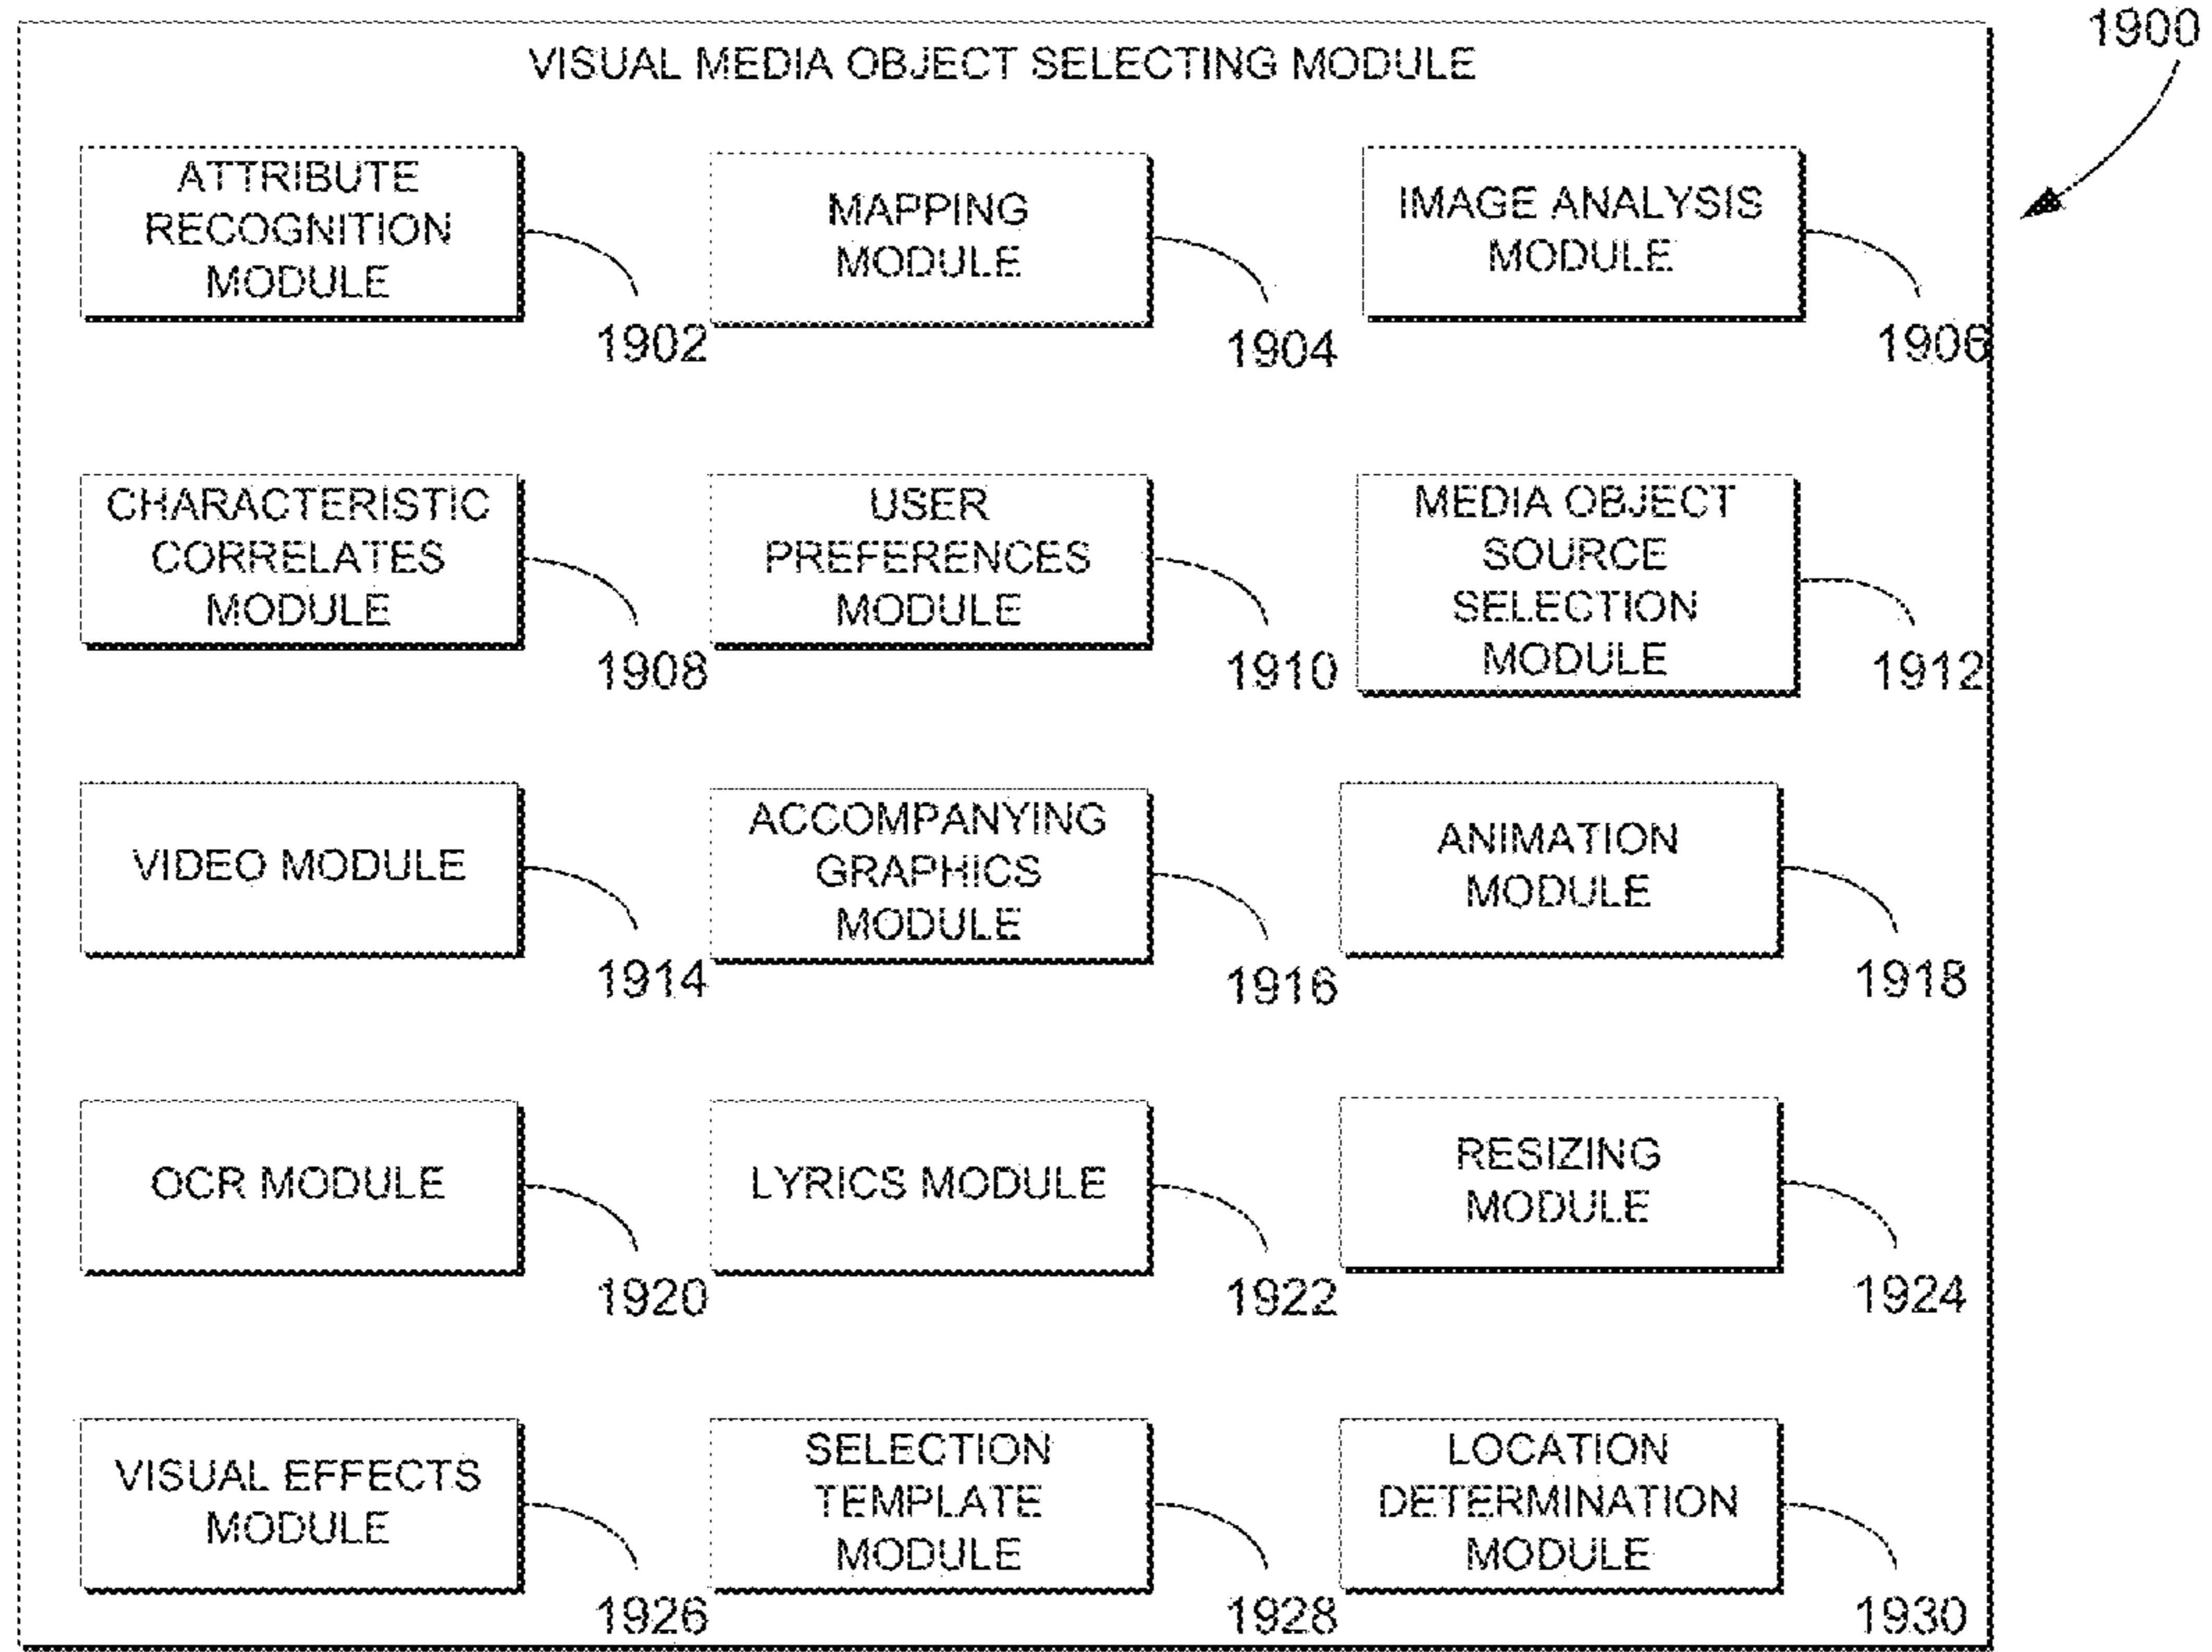 1900
VISUAL MEDIA OBJECT SELECTING MODULE
ATTRIBUTE
RECOGNITION
MODULE
1902
MAPPING
MODULE
1904
IMAGE ANALYSIS
MODULE
1906
CHARACTERISTIC
CORRELATES
MODULE
1908
USER
PREFERENCES
MODULE
1910
MEDIA OBJECT
SOURCE
SELECTION
MODULE
1912
VIDEO MODULE
1914
ACCOMPANYING
GRAPHICS
MODULE
1916
ANIMATION
MODULE
1918
OCR MODULE
1920
LYRICS MODULE
1922
RESIZING
MODULE
1924
VISUAL EFFECTS
MODULE
1926
SELECTION
TEMPLATE
MODULE
1928
LOCATION
DETERMINATION
MODULE
1930